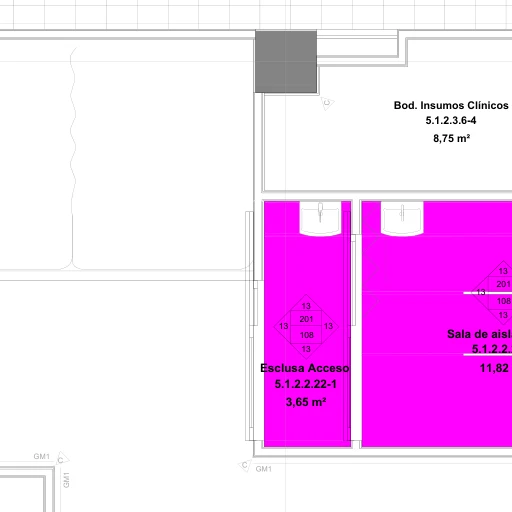 C
Bod. Insumos Clínicos
5.1.2.3.6-4
8,75 m²
13
201
13
13
108
13
13
201
13
108
13
Esclusa Acceso
5.1.2.2.22-1
3,65 m²
Sala de
5.1.2.2.
11,82
GM1
C
GM1
C
GM1